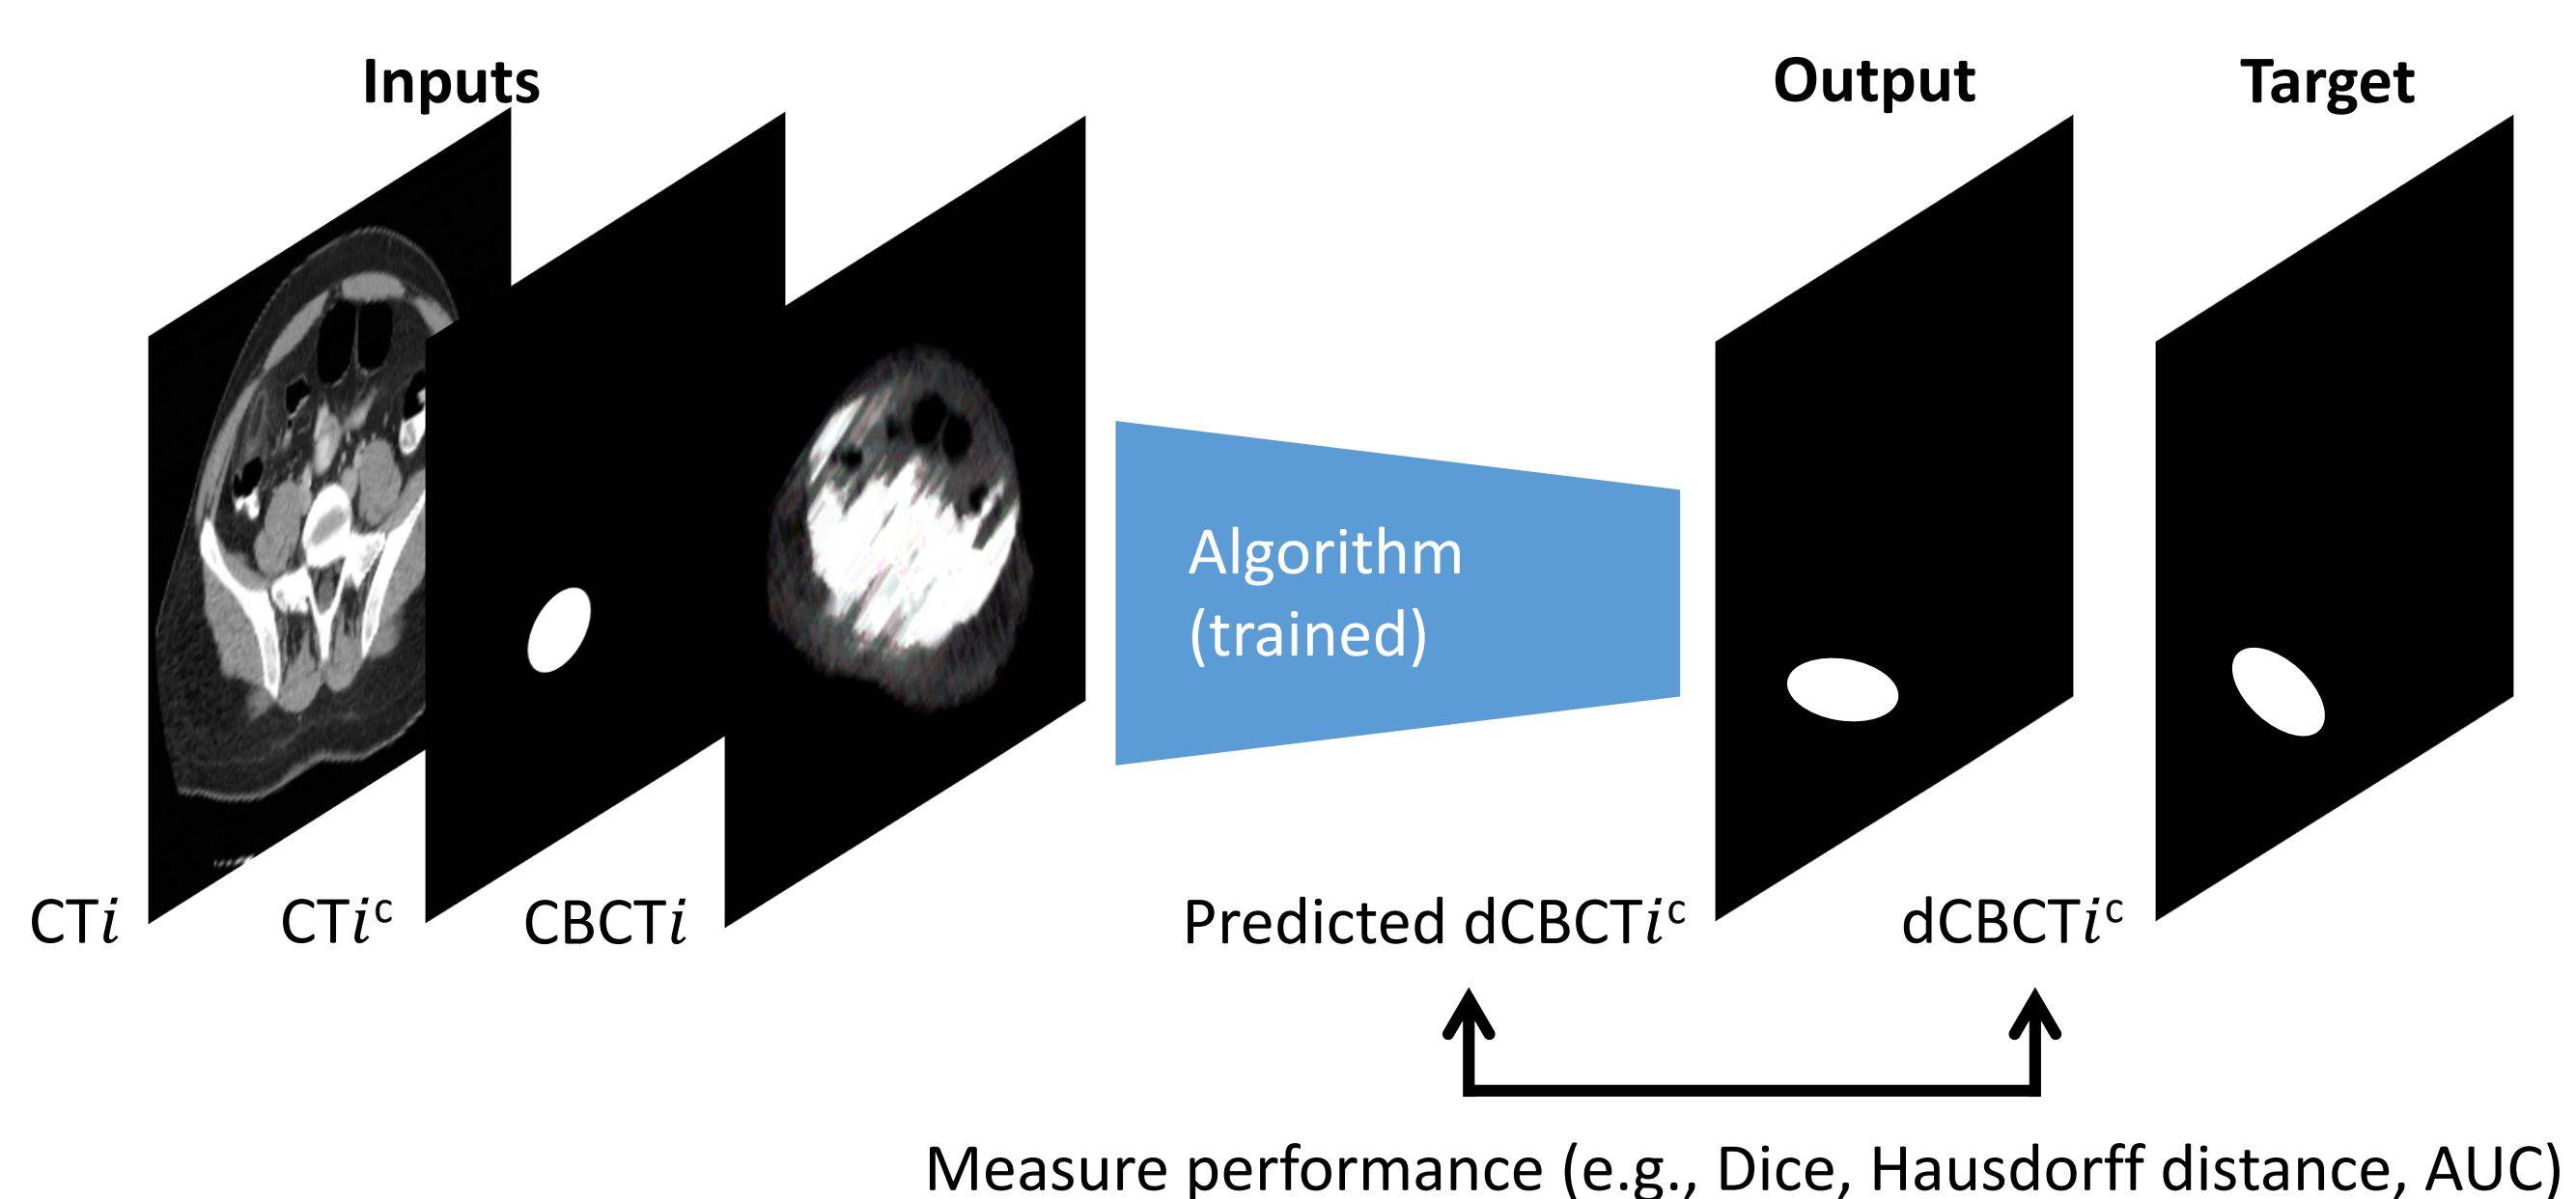 Inputs
Output
Target
Algorithm
(trained)
CTi
CTiᶜ
CBCTi
Predicted dCBCTiᶜ
dCBCTiᶜ
Measure performance (e.g., Dice, Hausdorff distance, AUC)